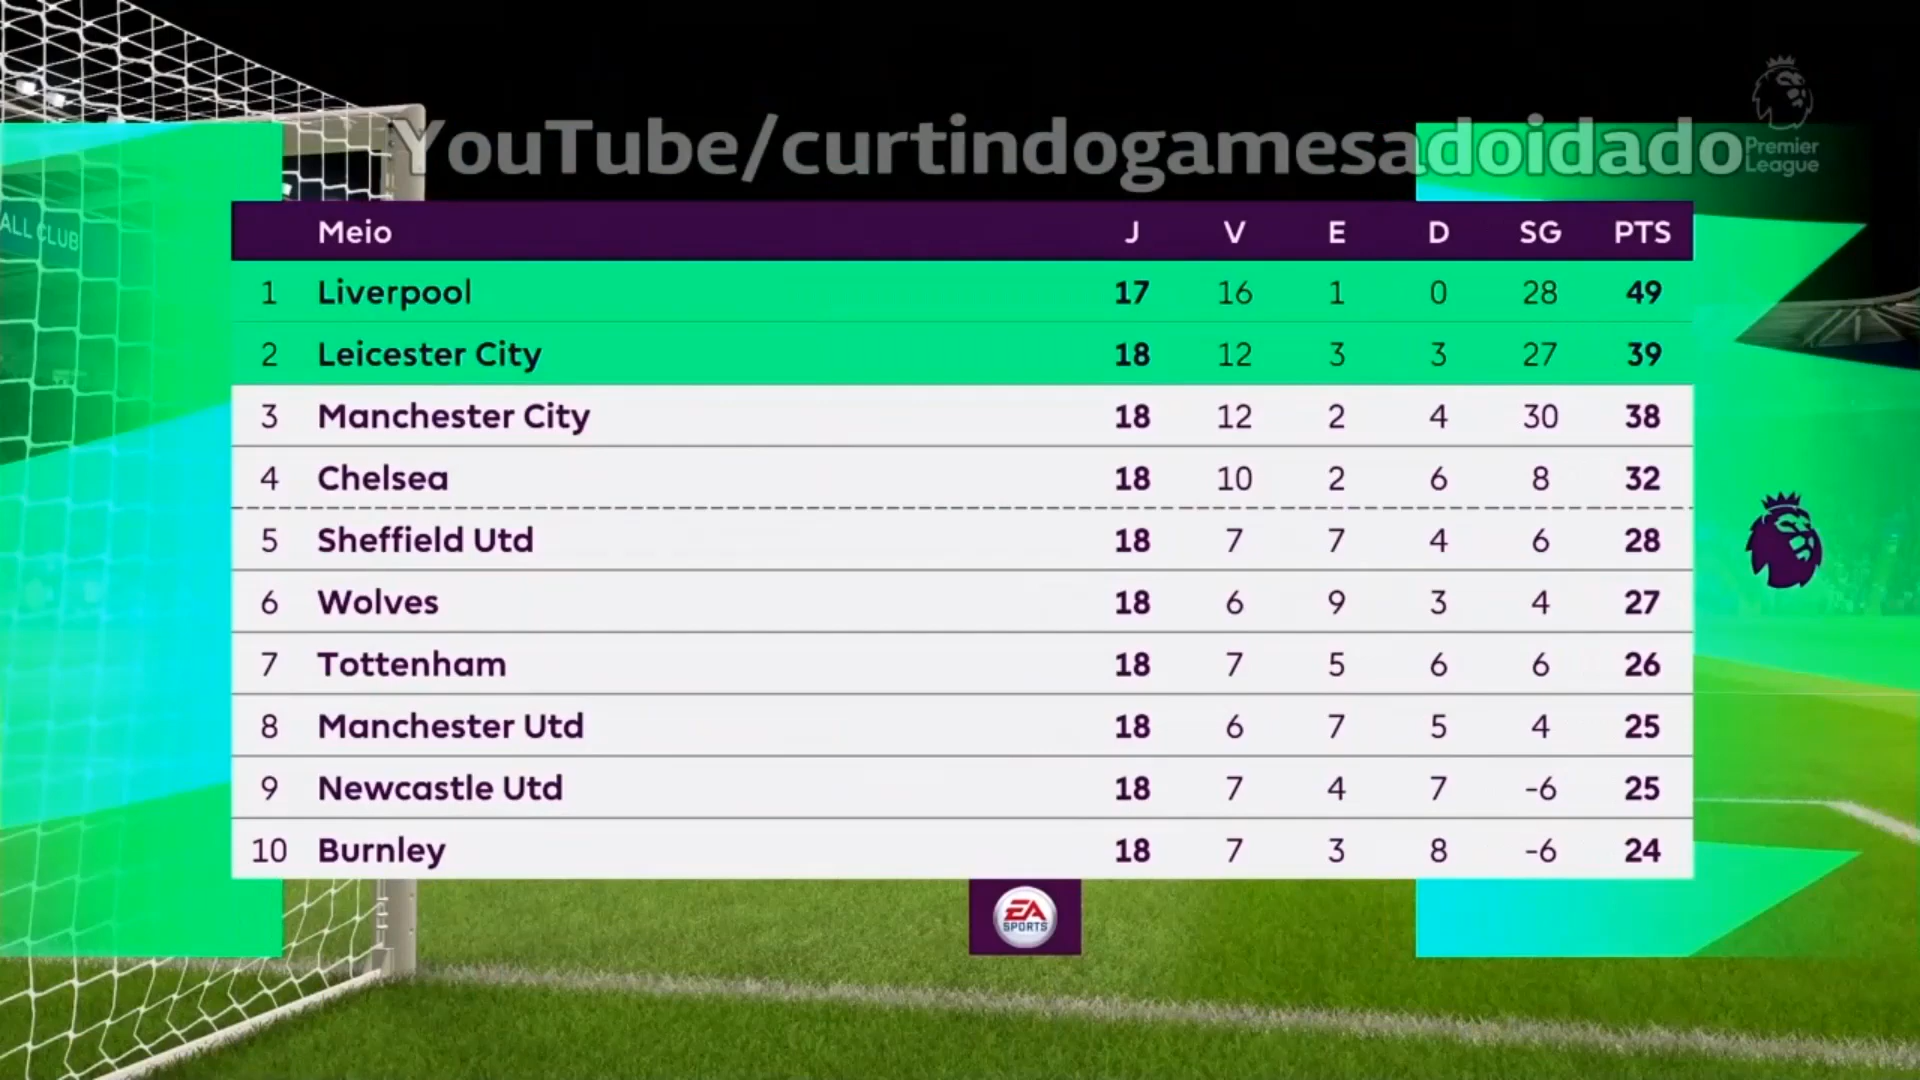 YouTube/curtindogamesadoidado
Premier
League
ALL CLUB
Meio J V E D SG PTS
1 Liverpool 17 16 1 0 28 49
2 Leicester City 18 12 3 3 27 39
3 Manchester City 18 12 2 4 30 38
4 Chelsea 18 10 2 6 8 32
5 Sheffield Utd 18 7 7 4 6 28
6 Wolves 18 6 9 3 4 27
7 Tottenham 18 7 5 6 6 26
8 Manchester Utd 18 6 7 5 4 25
9 Newcastle Utd 18 7 4 7 -6 25
10 Burnley 18 7 3 8 -6 24
EA
SPORTS